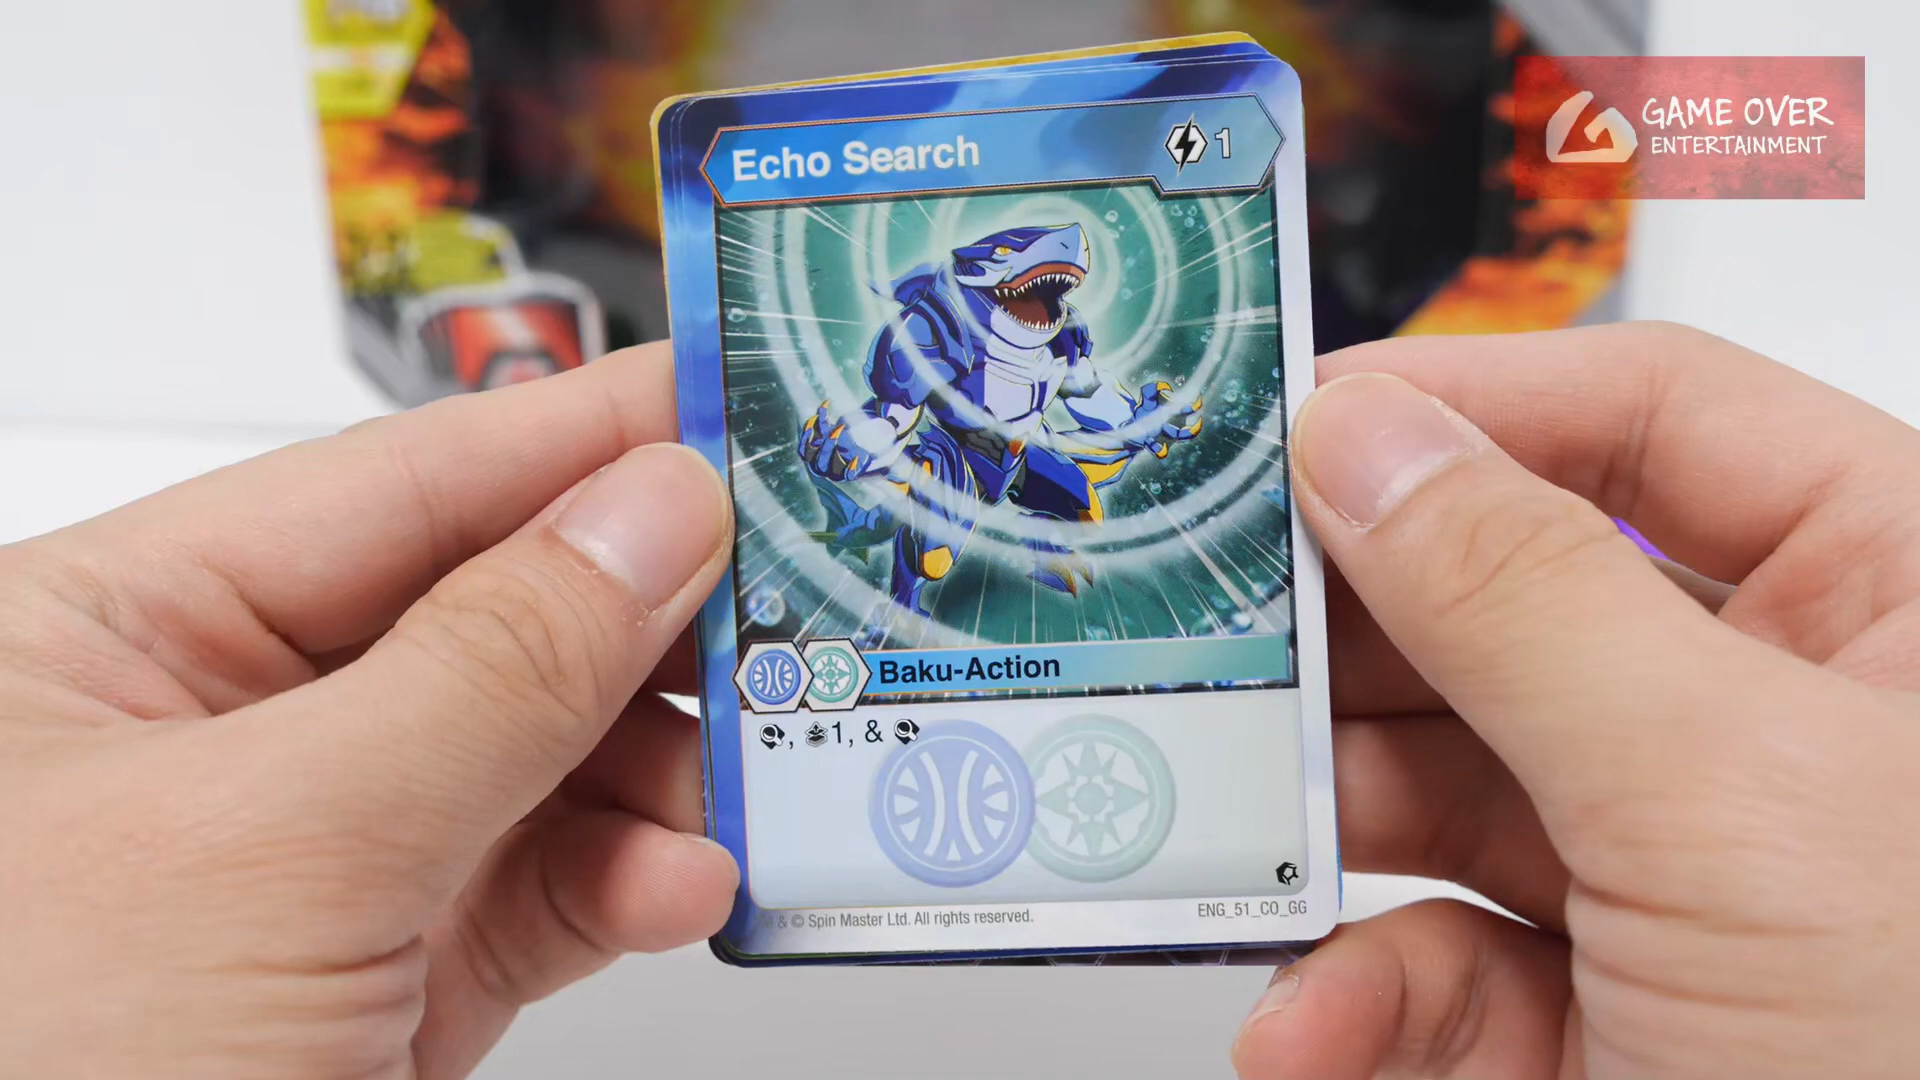 GAME OVER
ENTERTAINMENT
Echo Search
1
Baku-Action
, 1, &
& © Spin Master Ltd. All rights reserved.
ENG_51_CO_GG